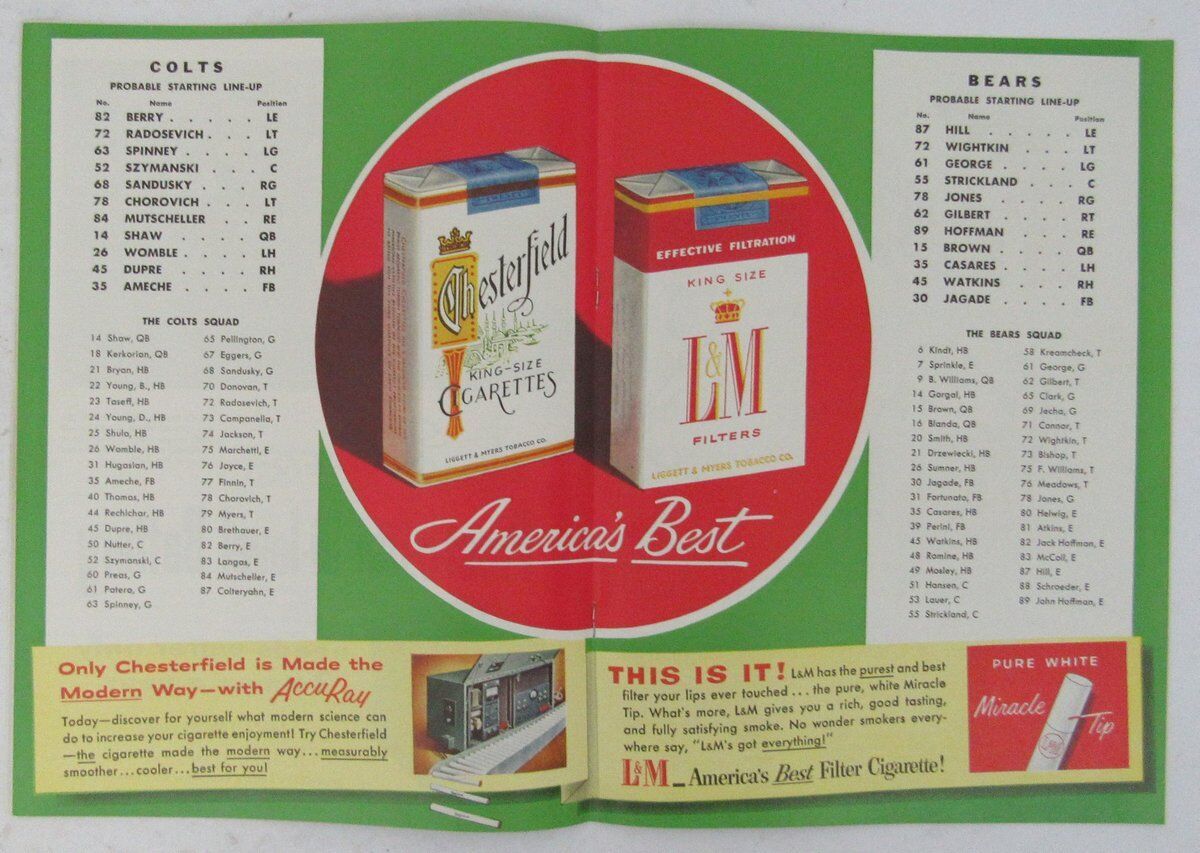 COLTS
PROBABLE STARTING LINE-UP
No. Name Position
82 BERRY . . . . . LE
72 RADOSEVICH . . . . LT
63 SPINNEY . . . . LG
52 SZYMANSKI . . . . C
68 SANDUSKY . . . RG
78 CHOROVICH . . . LT
84 MUTSCHELLER . . RE
14 SHAW . . . . QB
26 WOMBLE . . . . LH
45 DUPRE . . . . RH
35 AMECHE . . . . FB
THE COLTS SQUAD
14 Shaw, QB
18 Kerkorian, QB
21 Bryan, HB
22 Young, B., HB
23 Taseff, HB
24 Young, D., HB
25 Shula, HB
26 Womble, HB
31 Hugasian, HB
35 Ameche, FB
40 Thomas, HB
44 Rechichar, HB
45 Dupre, HB
50 Nutter, C
52 Szymanski, C
60 Preas, G
61 Patera, G
63 Spinney, G
65 Pellington, G
67 Eggers, G
68 Sandusky, G
70 Donovan, T
72 Radosevich, T
73 Campanella, T
74 Jackson, T
75 Marchetti, E
76 Joyce, E
77 Finnin, T
78 Chorovich, T
79 Myers, T
80 Brethauer, E
82 Berry, E
83 Langas, E
84 Mutscheller, E
87 Colteryahn, E
Chesterfield
KING-SIZE
CIGARETTES
LIGGETT & MYERS TOBACCO CO.
EFFECTIVE FILTRATION
KING SIZE
L&M
FILTERS
LIGGETT & MYERS TOBACCO CO.
America's Best
BEARS
PROBABLE STARTING LINE-UP
No. Name Position
87 HILL . . . . . LE
72 WIGHTKIN . . . LT
61 GEORGE . . . . LG
55 STRICKLAND . . . C
78 JONES . . . . RG
62 GILBERT . . . . RT
89 HOFFMAN . . . RE
15 BROWN . . . . QB
35 CASARES . . . . LH
45 WATKINS . . . RH
30 JAGADE . . . . FB
THE BEARS SQUAD
6 Kindt, HB
7 Sprinkle, E
9 B. Williams, QB
14 Gorgal, HB
15 Brown, QB
16 Blanda, QB
20 Smith, HB
21 Drzewiecki, HB
26 Sumner, HB
30 Jagade, FB
31 Fortunato, FB
35 Casares, HB
39 Perini, FB
45 Watkins, HB
48 Romine, HB
49 Mosley, HB
51 Hansen, C
53 Lauer, C
55 Strickland, C
58 Kreamcheck, T
61 George, G
62 Gilbert, T
65 Clark, G
69 Jecha, G
71 Connor, T
72 Wightkin, T
73 Bishop, T
75 F. Williams, T
76 Meadows, T
78 Jones, G
80 Helwig, E
81 Atkins, E
82 Jack Hoffman, E
83 McColl, E
87 Hill, E
88 Schroeder, E
89 John Hoffman, E
Only Chesterfield is Made the
Modern Way—with AccuRay
Today—discover for yourself what modern science can
do to increase your cigarette enjoyment! Try Chesterfield
—the cigarette made the modern way...measurably
smoother...cooler...best for you!
THIS IS IT! L&M has the purest and best
filter your lips ever touched...the pure, white Miracle
Tip. What's more, L&M gives you a rich, good tasting,
and fully satisfying smoke. No wonder smokers every-
where say, "L&M's got everything!"
L&M—America's Best Filter Cigarette!
PURE WHITE
Miracle Tip
L&M